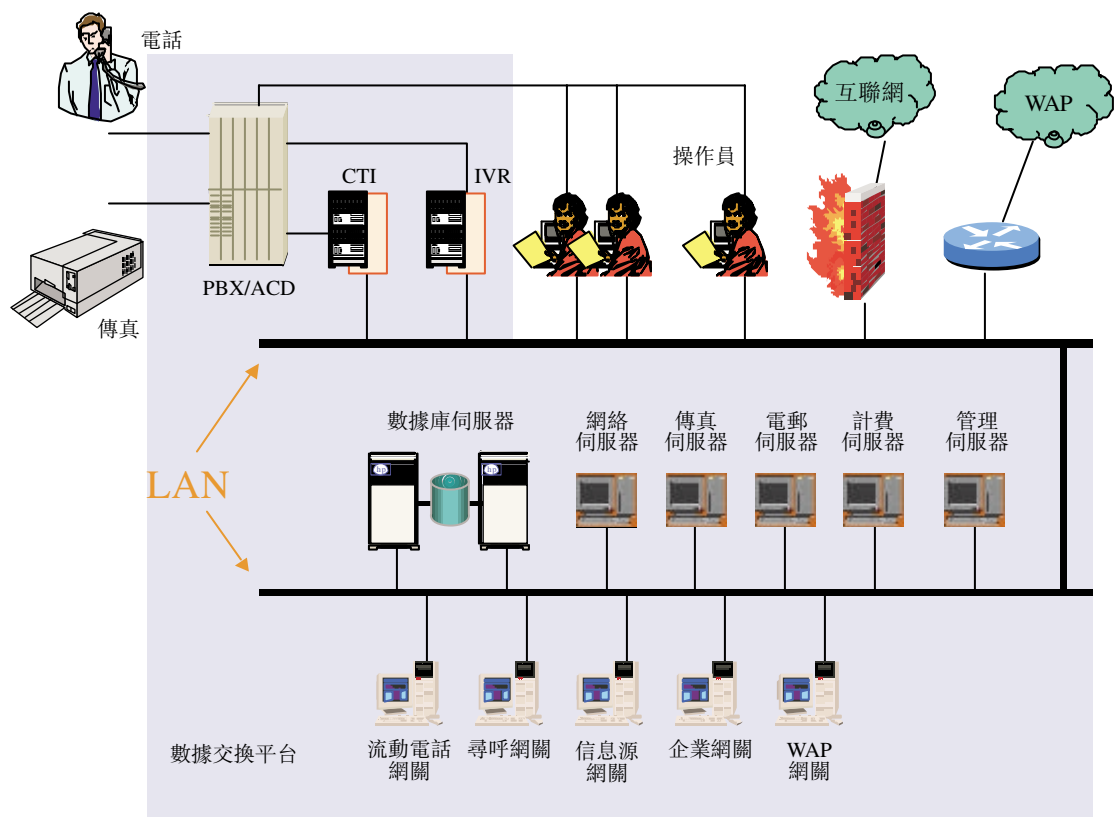 電話
互聯網
WAP
操作員
CTI
IVR
PBX/ACD
傳真
LAN
數據庫伺服器
hp
hp
網絡
伺服器
傳真
伺服器
電郵
伺服器
計費
伺服器
管理
伺服器
數據交換平台
流動電話
網關
尋呼網關
信息源
網關
企業網關
WAP
網關